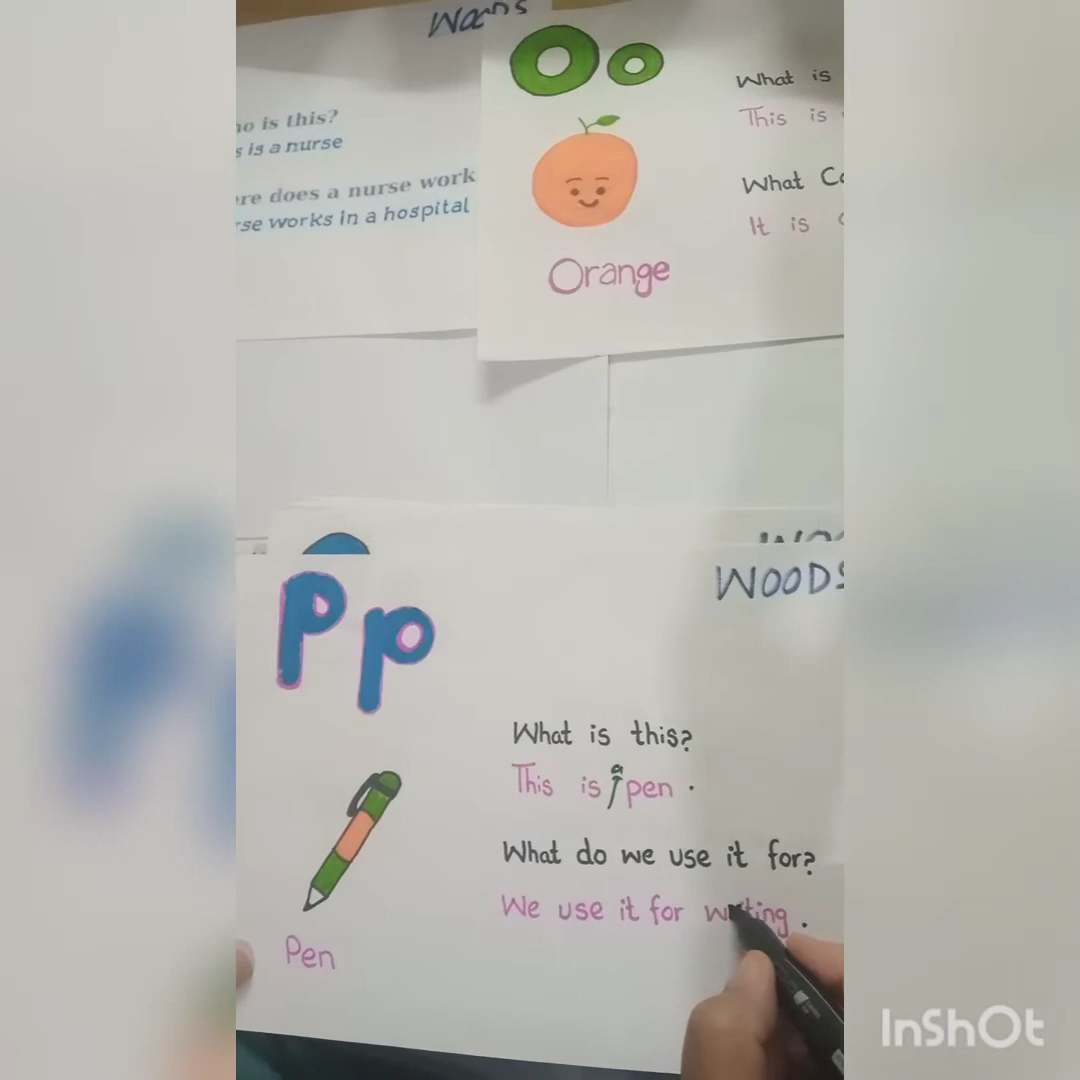 is this?
is a nurse
does a nurse work
works in a hospital
Oo
Orange
What is
This is
What
It is
WOODS
Pp
What is this?
This is a pen.
What do we use it for?
We use it for
Pen
InShOt